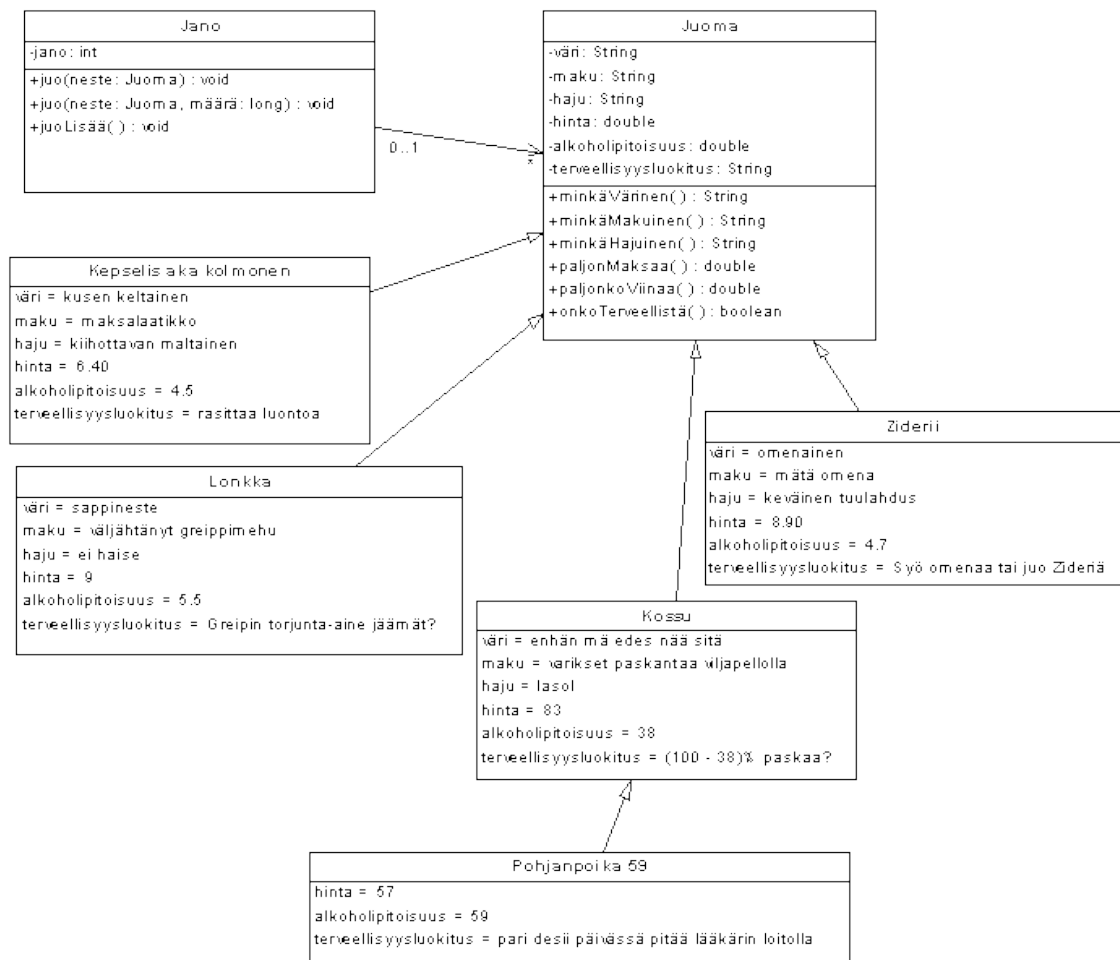 Jano
-jano: int
+juo(neste: Juoma) : void
+juo(neste: Juoma, määrä: long) : void
+juoLisää( ) : void
Juoma
-väri: String
-maku: String
-haju: String
-hinta: double
-alkoholipitoisuus: double
-terveellisyysluokitus: String
+minkäVärinen( ) : String
+minkäMakuinen( ) : String
+minkäHajuinen( ) : String
+paljonMaksaa( ) : double
+paljonkoViinaa( ) : double
+onkoTerveellistä( ) : boolean
0..1
*
Kepselis aka kolmonen
väri = kusen keltainen
maku = maksalaatikko
haju = kiihottavan maltainen
hinta = 6.40
alkoholipitoisuus = 4.5
terveellisyysluokitus = rasittaa luontoa
Lonkka
väri = sappineste
maku = väljähtänyt greippimehu
haju = ei haise
hinta = 9
alkoholipitoisuus = 5.5
terveellisyysluokitus = Greipin torjunta-aine jäämät?
Ziderii
väri = omenainen
maku = mätä omena
haju = keväinen tuulahdus
hinta = 8.90
alkoholipitoisuus = 4.7
terveellisyysluokitus = Syö omenaa tai juo Zideriä
Kossu
väri = enhän mä edes nää sitä
maku = varikset paskantaa viljapellolla
haju = lasol
hinta = 83
alkoholipitoisuus = 38
terveellisyysluokitus = (100 - 38)% paskaa?
Pohjanpoika 59
hinta = 57
alkoholipitoisuus = 59
terveellisyysluokitus = pari desii päivässä pitää lääkärin loitolla